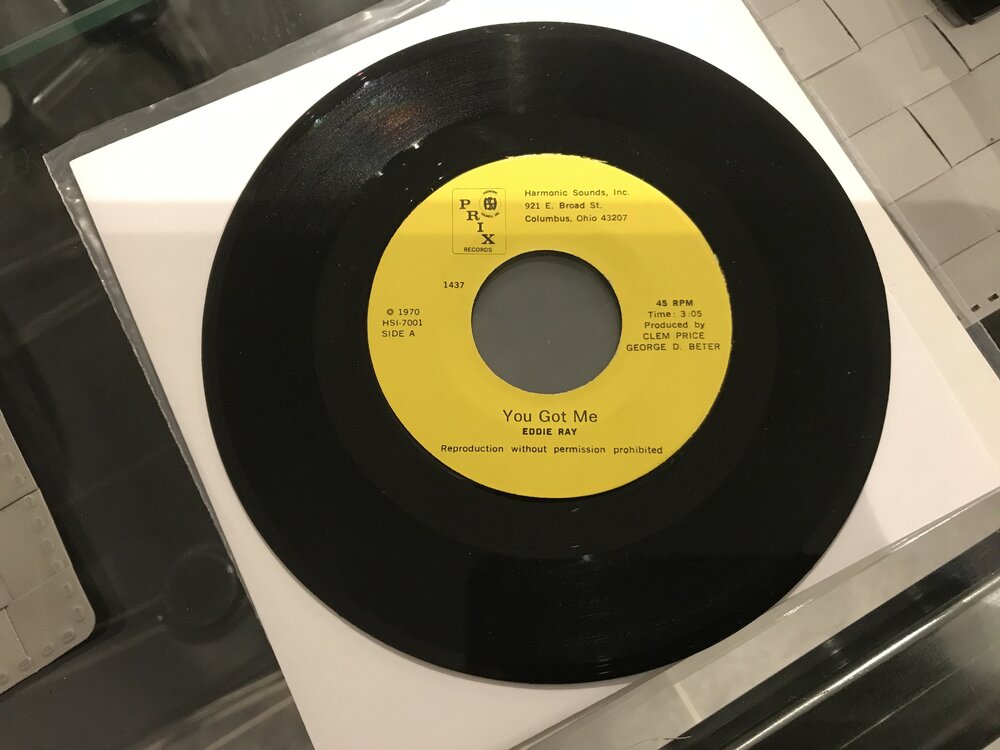 PRIX
RECORDS
Harmonic Sounds, Inc.
921 E. Broad St.
Columbus, Ohio 43207
1437
© 1970
HSI-7001
SIDE A
45 RPM
Time: 3:05
Produced by
CLEM PRICE
GEORGE D. BETER
You Got Me
EDDIE RAY
Reproduction without permission prohibited